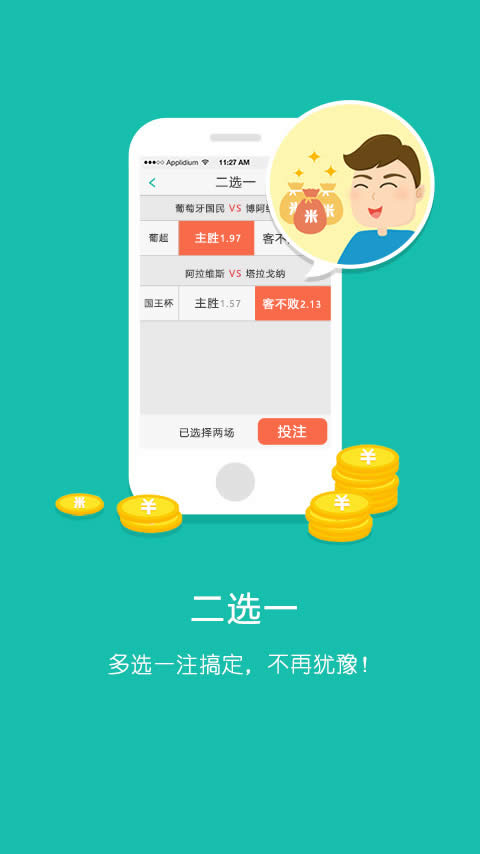 Applidium 11:27 AM
二选一
葡萄牙国民 VS 博阿
葡超 主胜1.97 客不
阿拉维斯 VS 塔拉戈纳
国王杯 主胜1.57 客不败2.13
已选择两场 投注
米 米 米
¥
米 ¥ ¥
二选一
多选一注搞定，不再犹豫！